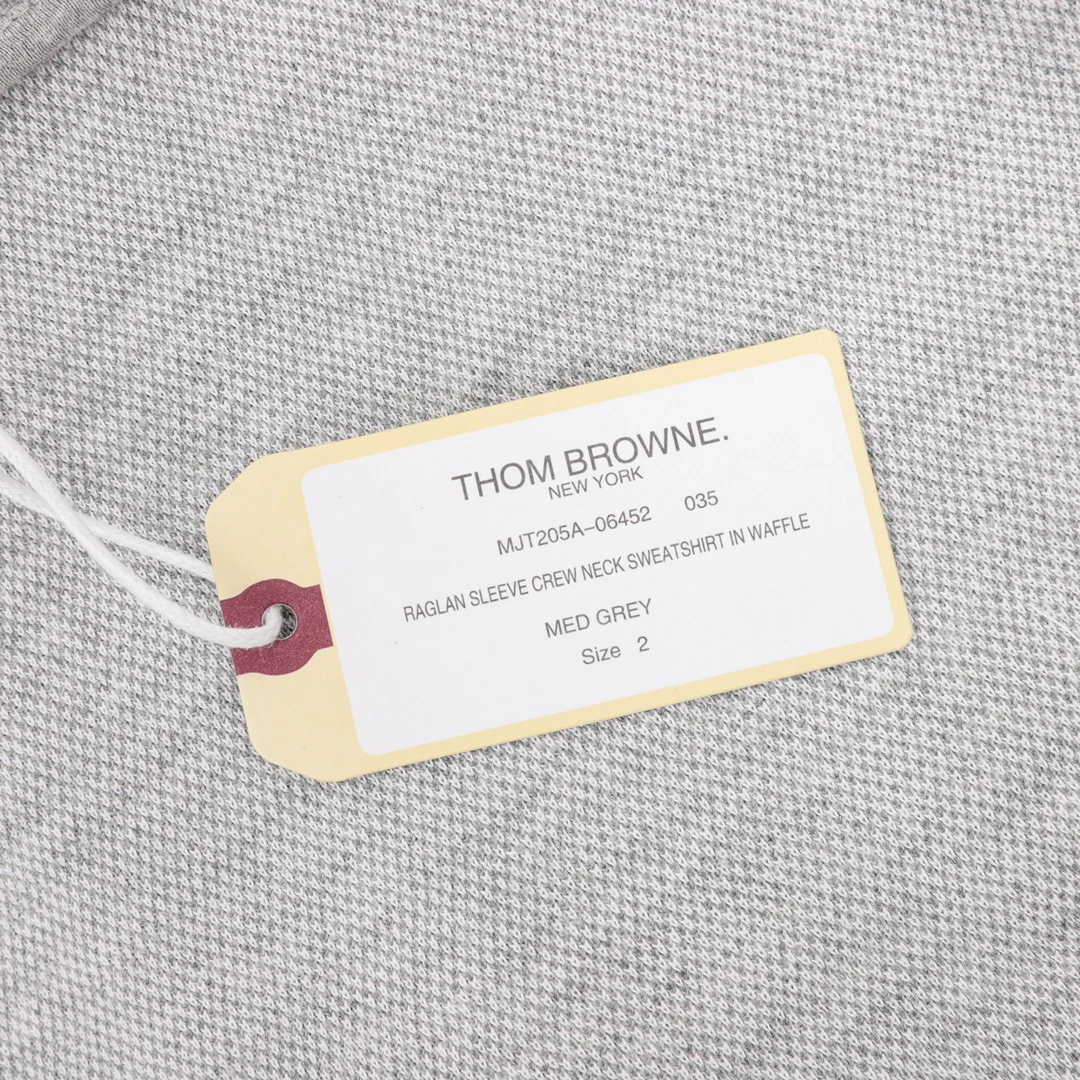 THOM BROWNE.
NEW YORK
MJT205A-06452 035
RAGLAN SLEEVE CREW NECK SWEATSHIRT IN WAFFLE
MED GREY
Size 2